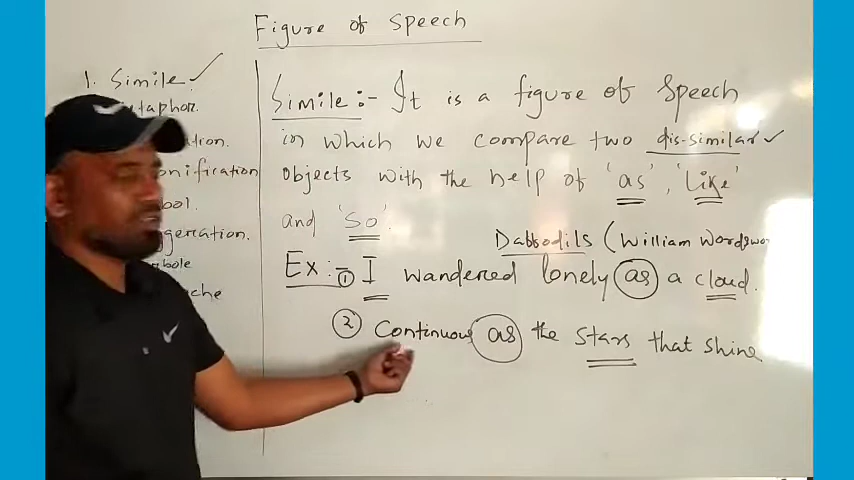 Figure of Speech
1. Simile
Simile:- It is a figure of Speech
in which we compare two dis-similar
objects with the help of 'as', 'Like'
and 'so'.
Daffodils (William
Ex:- ① I wandered lonely as a cloud.
② Continuous as the stars that shine